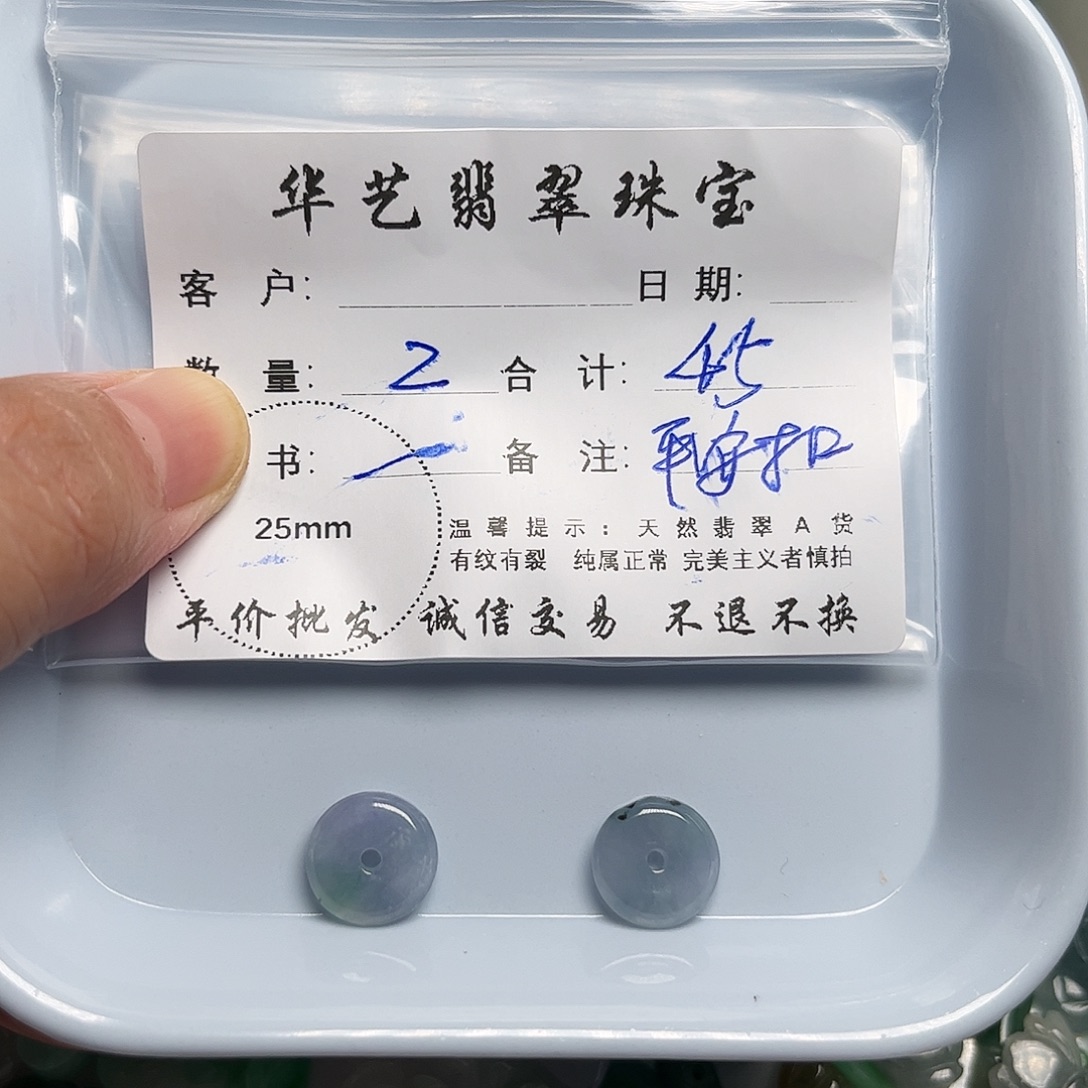 华艺翡翠珠宝
客 户: 日 期:
数 量: 2 合 计: 45
书: 一 备 注: 平安扣
25mm
温馨提示:天然翡翠A货
有纹有裂 纯属正常 完美主义者慎拍
平价批发 诚信交易 不退不换